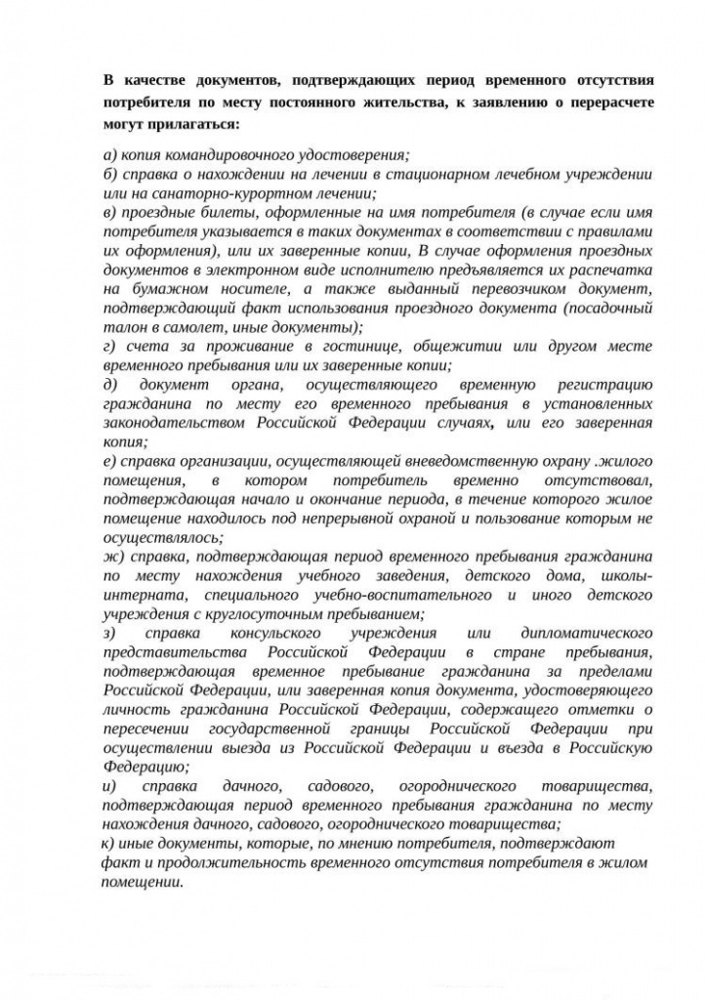 В качестве документов, подтверждающих период временного отсутствия
потребителя по месту постоянного жительства, к заявлению о перерасчете
могут прилагаться:
а) копия командировочного удостоверения;
б) справка о нахождении на лечении в стационарном лечебном учреждении
или на санаторно-курортном лечении;
в) проездные билеты, оформленные на имя потребителя (в случае если имя
потребителя указывается в таких документах в соответствии с правилами
их оформления), или их заверенные копии, В случае оформления проездных
документов в электронном виде исполнителю предъявляется их распечатка
на бумажном носителе, а также выданный перевозчиком документ,
подтверждающий факт использования проездного документа (посадочный
талон в самолет, иные документы);
г) счета за проживание в гостинице, общежитии или другом месте
временного пребывания или их заверенные копии;
д) документ органа, осуществляющего временную регистрацию
гражданина по месту его временного пребывания в установленных
законодательством Российской Федерации случаях, или его заверенная
копия;
е) справка организации, осуществляющей вневедомственную охрану .жилого
помещения, в котором потребитель временно отсутствовал,
подтверждающая начало и окончание периода, в течение которого жилое
помещение находилось под непрерывной охраной и пользование которым не
осуществлялось;
ж) справка, подтверждающая период временного пребывания гражданина
по месту нахождения учебного заведения, детского дома, школы-
интерната, специального учебно-воспитательного и иного детского
учреждения с круглосуточным пребыванием;
з) справка консульского учреждения или дипломатического
представительства Российской Федерации в стране пребывания,
подтверждающая временное пребывание гражданина за пределами
Российской Федерации, или заверенная копия документа, удостоверяющего
личность гражданина Российской Федерации, содержащего отметки о
пересечении государственной границы Российской Федерации при
осуществлении выезда из Российской Федерации и въезда в Российскую
Федерацию;
и) справка дачного, садового, огороднического товарищества,
подтверждающая период временного пребывания гражданина по месту
нахождения дачного, садового, огороднического товарищества;
к) иные документы, которые, по мнению потребителя, подтверждают
факт и продолжительность временного отсутствия потребителя в жилом
помещении.